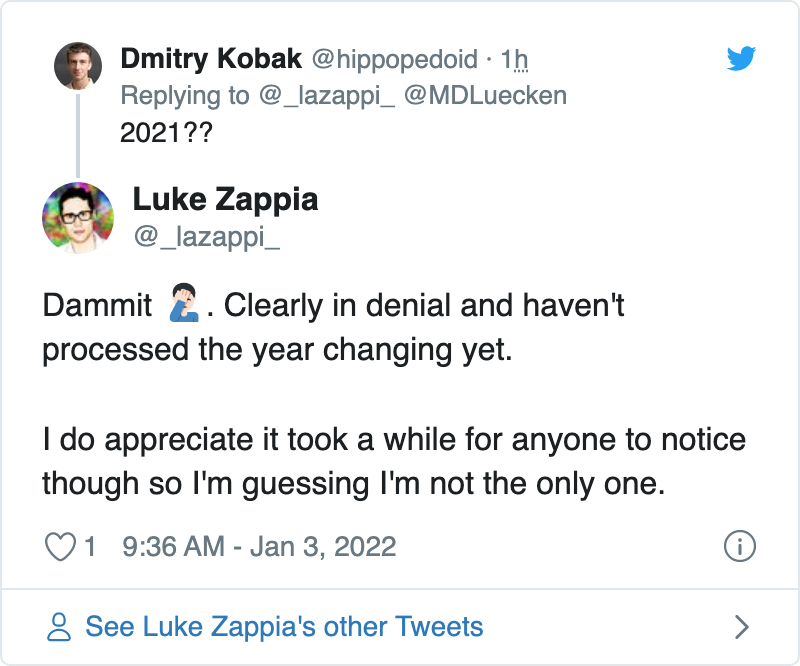 Dmitry Kobak @hippopedoid · 1h
Replying to @_lazappi_ @MDLuecken
2021??
Luke Zappia
@_lazappi_
Dammit 🤦🏻‍♂️. Clearly in denial and haven't
processed the year changing yet.
I do appreciate it took a while for anyone to notice
though so I'm guessing I'm not the only one.
1 9:36 AM - Jan 3, 2022
See Luke Zappia's other Tweets